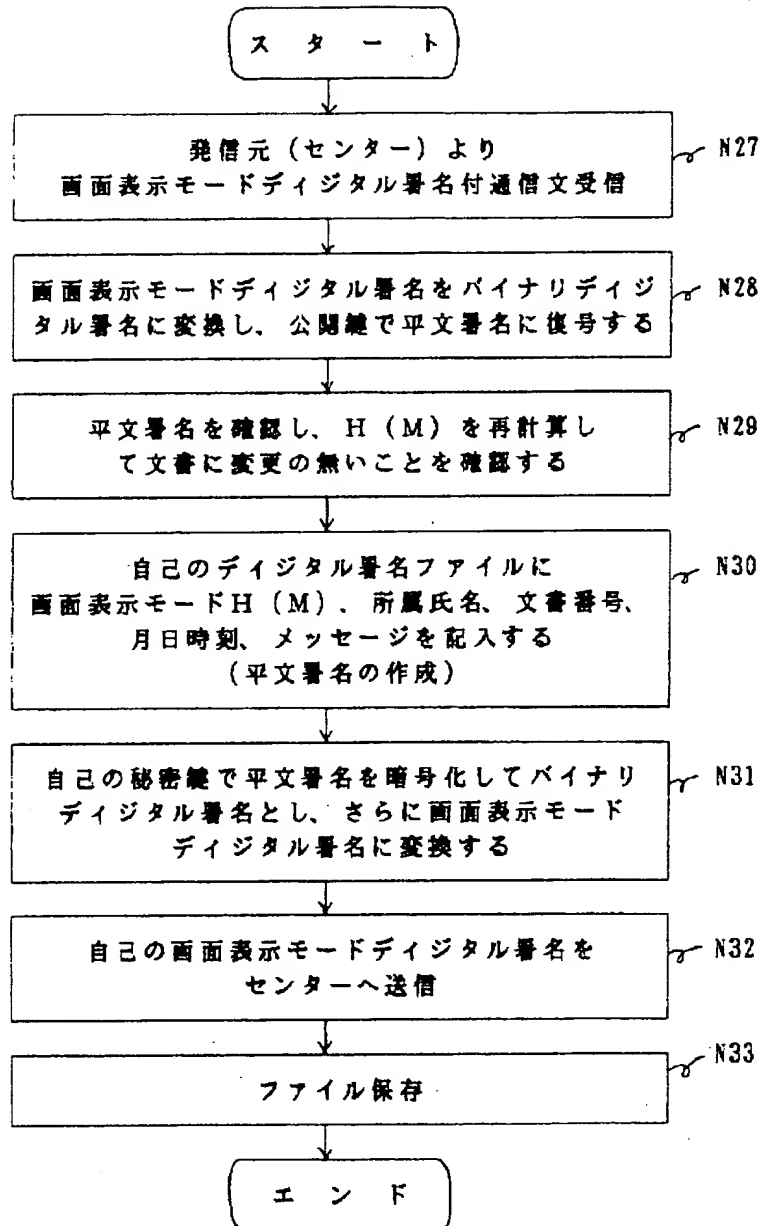 スタート
発信元（センター）より
画面表示モードディジタル署名付通信文受信
N27
画面表示モードディジタル署名をバイナリディジ
タル署名に変換し、公開鍵で平文署名に復号する
N28
平文署名を確認し、H（M）を再計算し
て文書に変更の無いことを確認する
N29
自己のディジタル署名ファイルに
画面表示モードH（M）、所属氏名、文書番号、
月日時刻、メッセージを記入する
（平文署名の作成）
N30
自己の秘密鍵で平文署名を暗号化してバイナリ
ディジタル署名とし、さらに画面表示モード
ディジタル署名に変換する
N31
自己の画面表示モードディジタル署名を
センターへ送信
N32
ファイル保存
N33
エンド